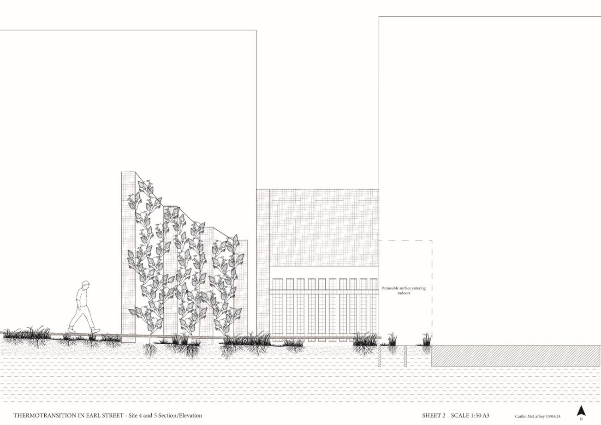 Permeable surface entering
indoors
THERMOTRANSITION IN EARL STREET - Site 4 and 5 Section/Elevation
SHEET 2 SCALE 1:50 A3
N